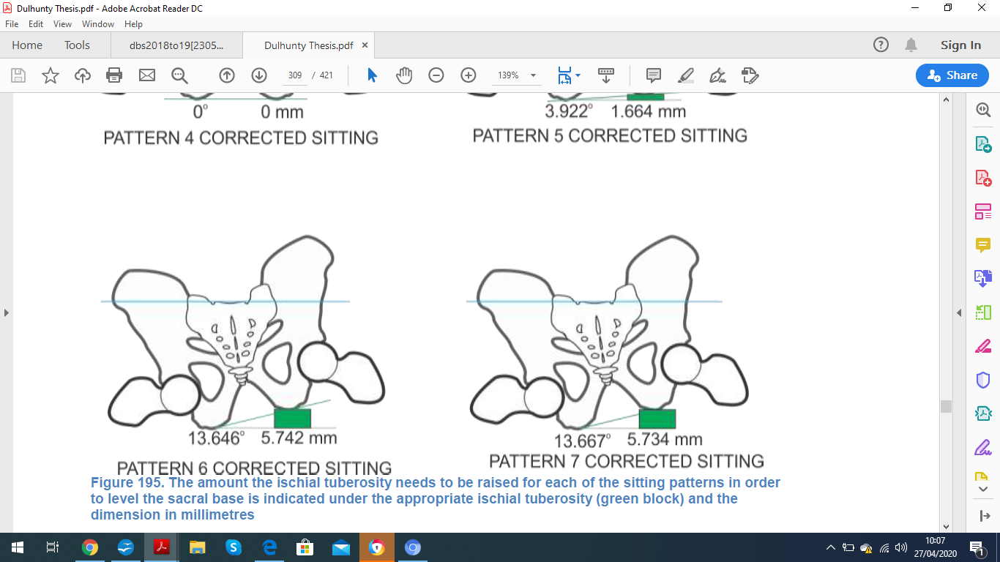 Dulhunty Thesis.pdf - Adobe Acrobat Reader DC
File Edit View Window Help
Home Tools dbs2018to19[2305... Dulhunty Thesis.pdf × Sign In
309 / 421 139% Share
0° 0 mm 3.922° 1.664 mm
PATTERN 4 CORRECTED SITTING PATTERN 5 CORRECTED SITTING
13.646° 5.742 mm 13.667° 5.734 mm
PATTERN 6 CORRECTED SITTING PATTERN 7 CORRECTED SITTING
Figure 195. The amount the ischial tuberosity needs to be raised for each of the sitting patterns in order
to level the sacral base is indicated under the appropriate ischial tuberosity (green block) and the
dimension in millimetres
10:07
27/04/2020
1